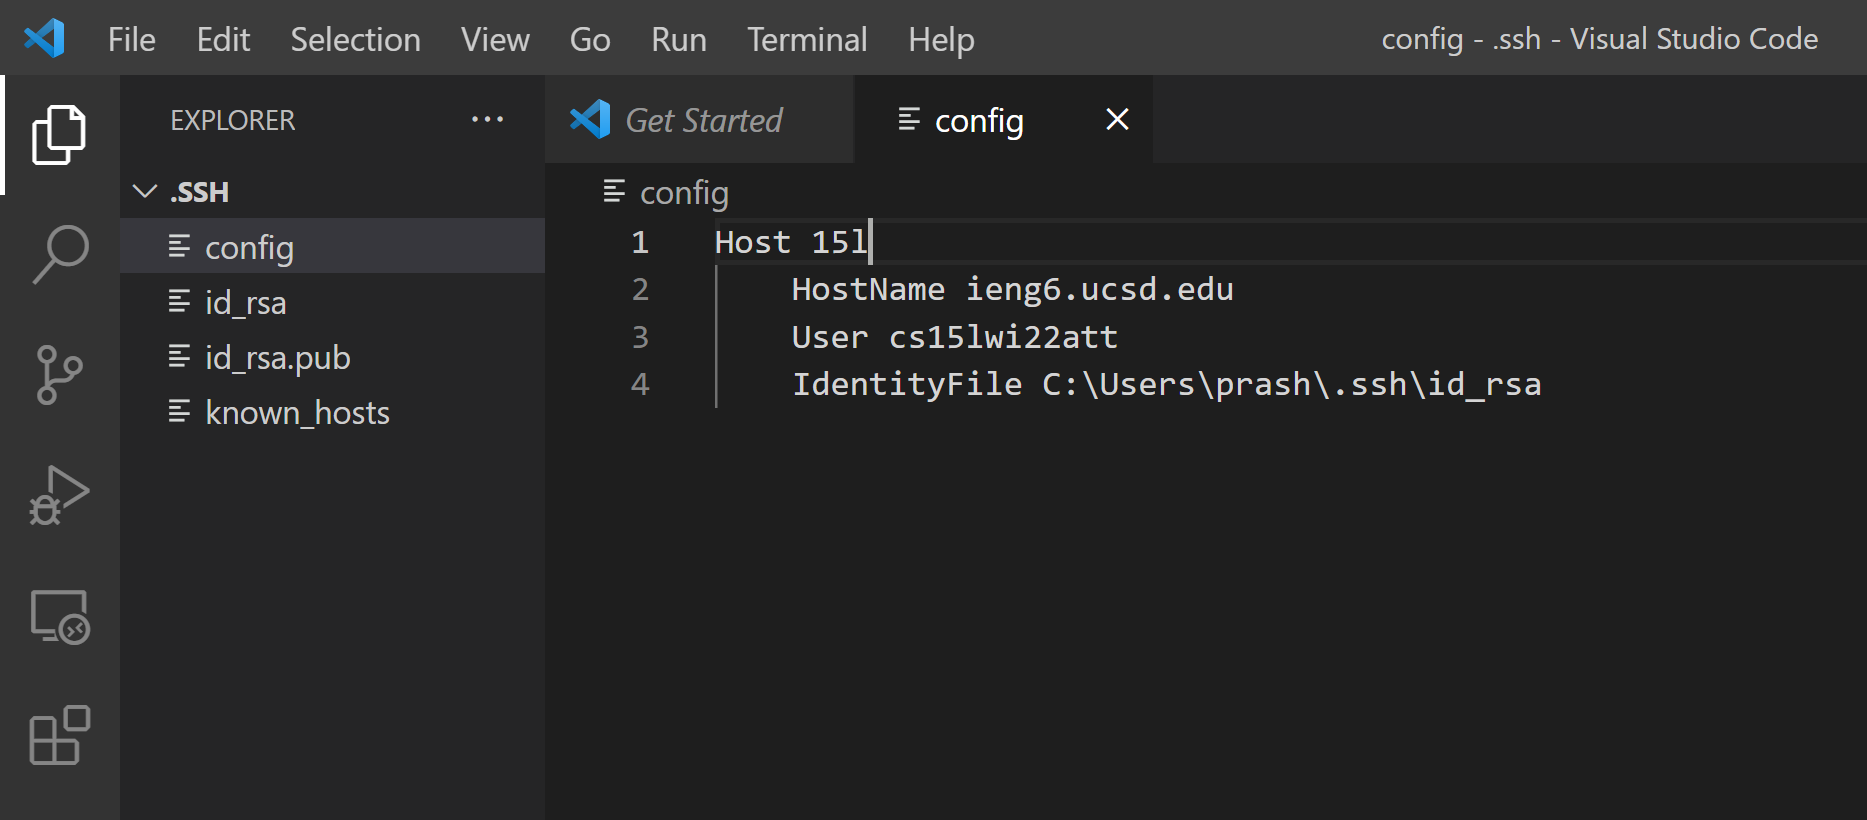 File Edit Selection View Go Run Terminal Help config - .ssh - Visual Studio Code
EXPLORER ...
.SSH
config
id_rsa
id_rsa.pub
known_hosts
Get Started config
config
1 Host 15l
2 HostName ieng6.ucsd.edu
3 User cs15lwi22att
4 IdentityFile C:\Users\prash\.ssh\id_rsa